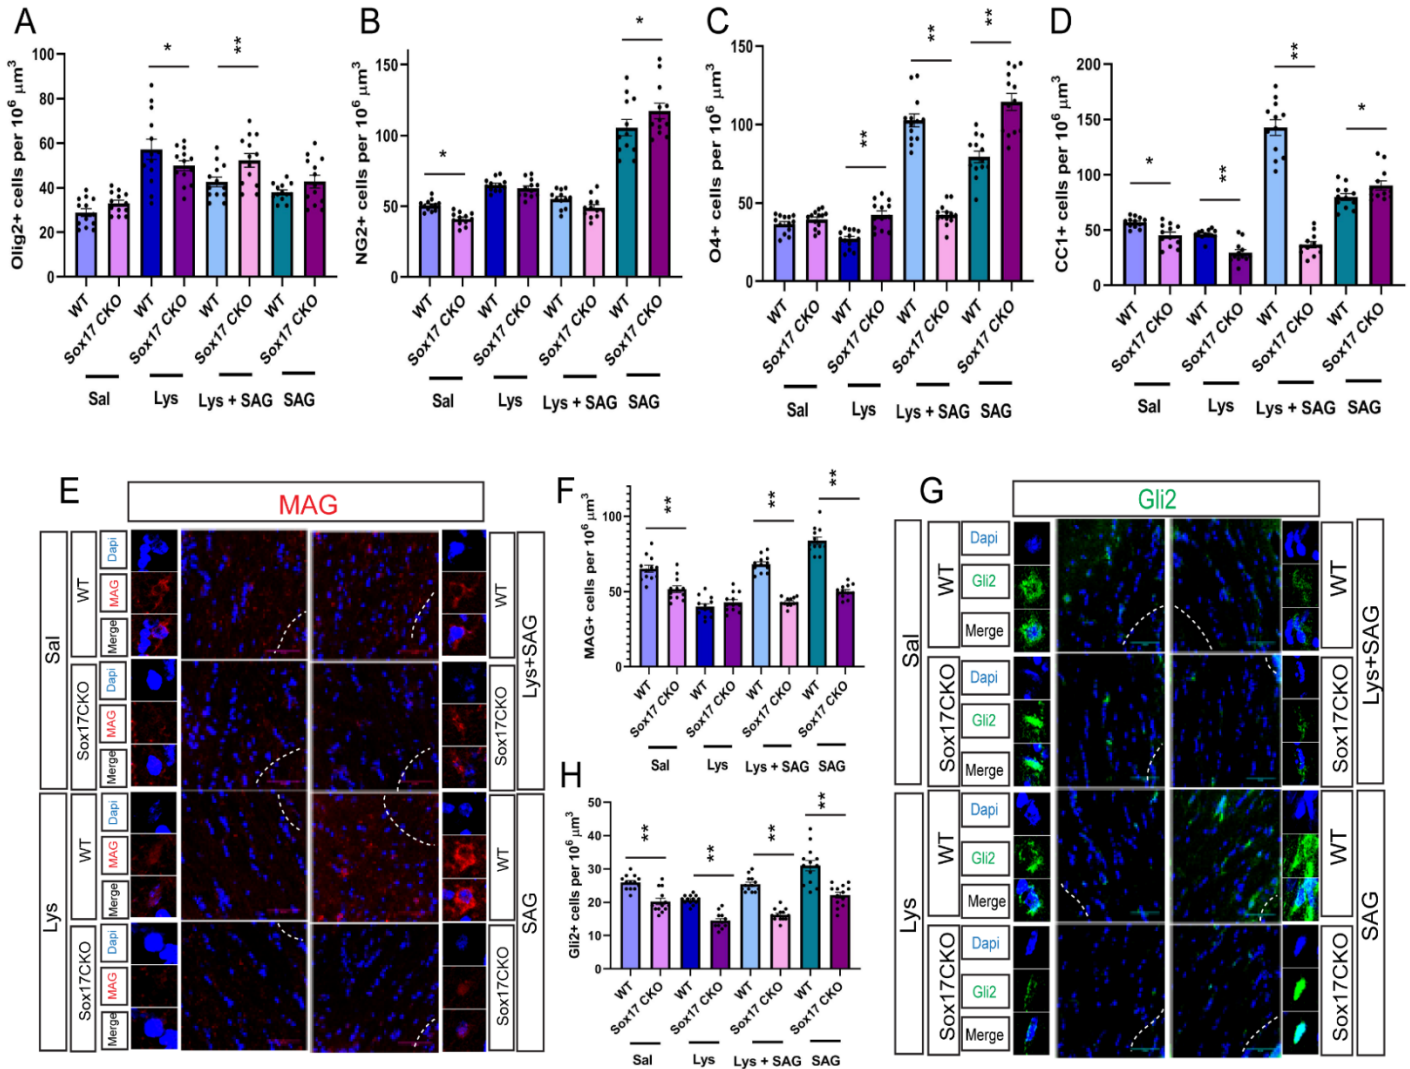 A
Olig2+ cells per 10⁶ μm³
100
80
60
40
20
0
*
**
WT
Sox17 CKO
WT
Sox17 CKO
WT
Sox17 CKO
WT
Sox17 CKO
Sal
Lys
Lys + SAG
SAG
B
NG2+ cells per 10⁶ μm³
150
100
50
0
*
*
WT
Sox17 CKO
WT
Sox17 CKO
WT
Sox17 CKO
WT
Sox17 CKO
Sal
Lys
Lys + SAG
SAG
C
O4+ cells per 10⁶ μm³
150
100
50
0
**
**
**
WT
Sox17 CKO
WT
Sox17 CKO
WT
Sox17 CKO
WT
Sox17 CKO
Sal
Lys
Lys + SAG
SAG
D
CC1+ cells per 10⁶ μm³
200
150
100
50
0
*
**
**
*
WT
Sox17 CKO
WT
Sox17 CKO
WT
Sox17 CKO
WT
Sox17 CKO
Sal
Lys
Lys + SAG
SAG
E
MAG
Sal
WT
Dapi
MAG
Merge
WT
Lys+SAG
Sox17CKO
Dapi
MAG
Merge
Sox17CKO
Lys
WT
Dapi
MAG
Merge
WT
SAG
Sox17CKO
Dapi
MAG
Merge
Sox17CKO
F
MAG+ cells per 10⁶ μm³
100
50
0
**
**
**
WT
Sox17 CKO
WT
Sox17 CKO
WT
Sox17 CKO
WT
Sox17 CKO
Sal
Lys
Lys + SAG
SAG
H
Gli2+ cells per 10⁶ μm³
50
40
30
20
10
0
**
**
**
**
WT
Sox17 CKO
WT
Sox17 CKO
WT
Sox17 CKO
WT
Sox17 CKO
Sal
Lys
Lys + SAG
SAG
G
Gli2
Sal
WT
Dapi
Gli2
Merge
WT
Lys+SAG
Sox17CKO
Dapi
Gli2
Merge
Sox17CKO
Lys
WT
Dapi
Gli2
Merge
WT
SAG
Sox17CKO
Dapi
Gli2
Merge
Sox17CKO